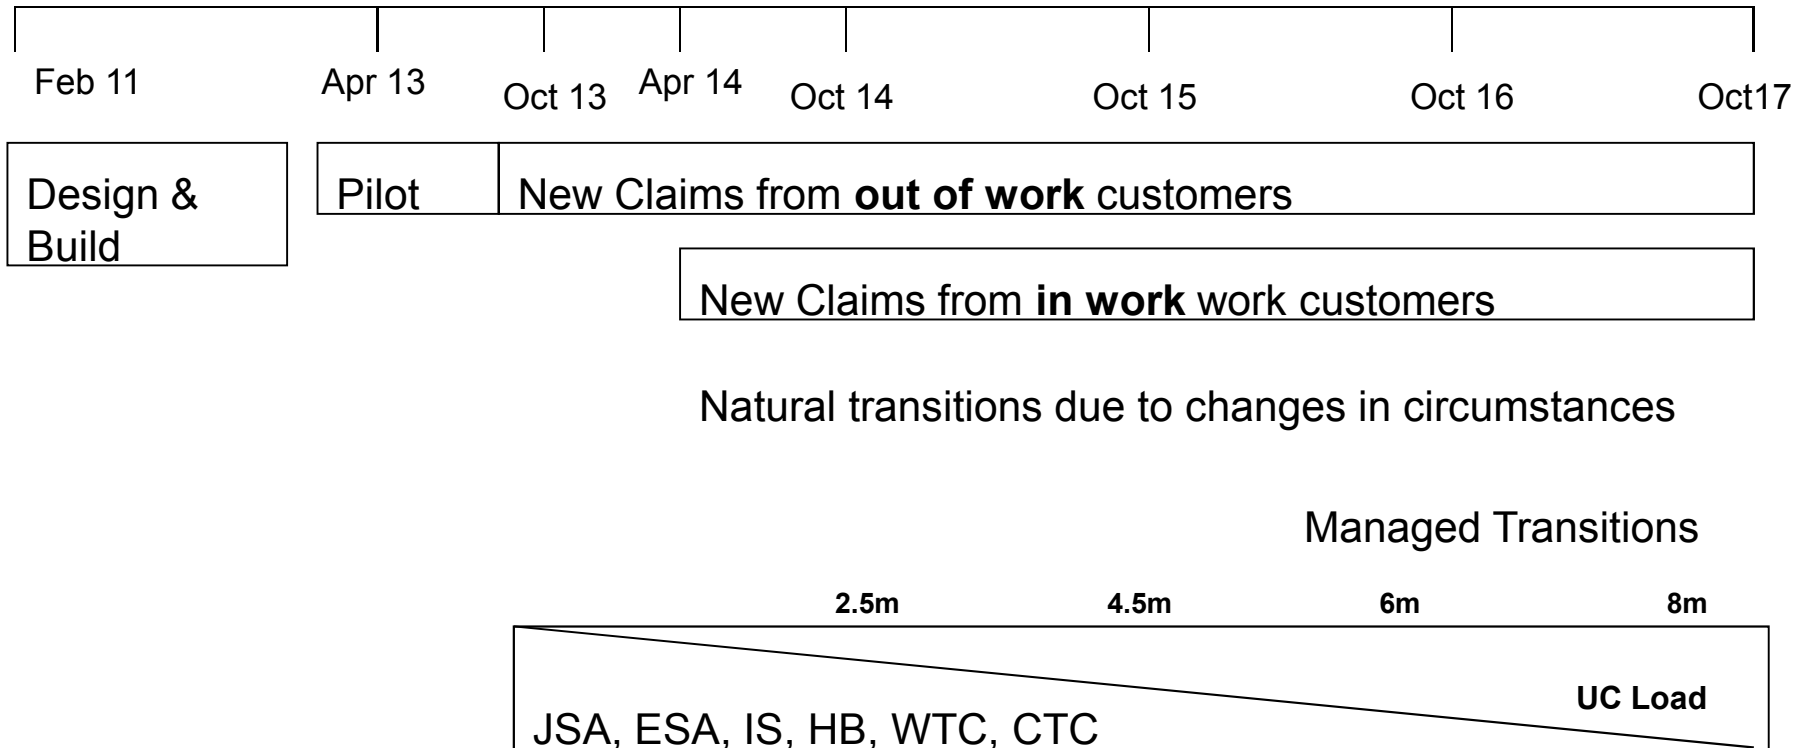 Feb 11
Apr 13
Oct 13
Apr 14
Oct 14
Oct 15
Oct 16
Oct17
Design &
Build
Pilot
New Claims from out of work customers
New Claims from in work work customers
Natural transitions due to changes in circumstances
Managed Transitions
2.5m
4.5m
6m
8m
UC Load
JSA, ESA, IS, HB, WTC, CTC